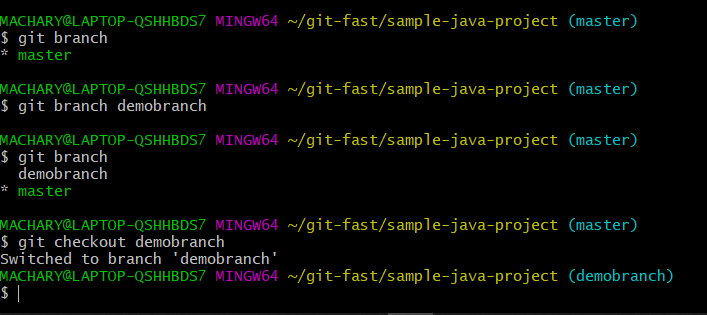 MACHARY@LAPTOP-QSHHBDS7 MINGW64 ~/git-fast/sample-java-project (master)
$ git branch
* master
MACHARY@LAPTOP-QSHHBDS7 MINGW64 ~/git-fast/sample-java-project (master)
$ git branch demobranch
MACHARY@LAPTOP-QSHHBDS7 MINGW64 ~/git-fast/sample-java-project (master)
$ git branch
  demobranch
* master
MACHARY@LAPTOP-QSHHBDS7 MINGW64 ~/git-fast/sample-java-project (master)
$ git checkout demobranch
Switched to branch 'demobranch'
MACHARY@LAPTOP-QSHHBDS7 MINGW64 ~/git-fast/sample-java-project (demobranch)
$